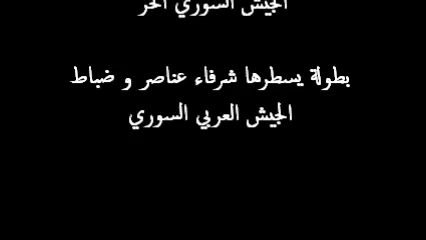 الجيش السوري الحر
بطولة يسطرها شرفاء عناصر و ضباط
الجيش العربي السوري